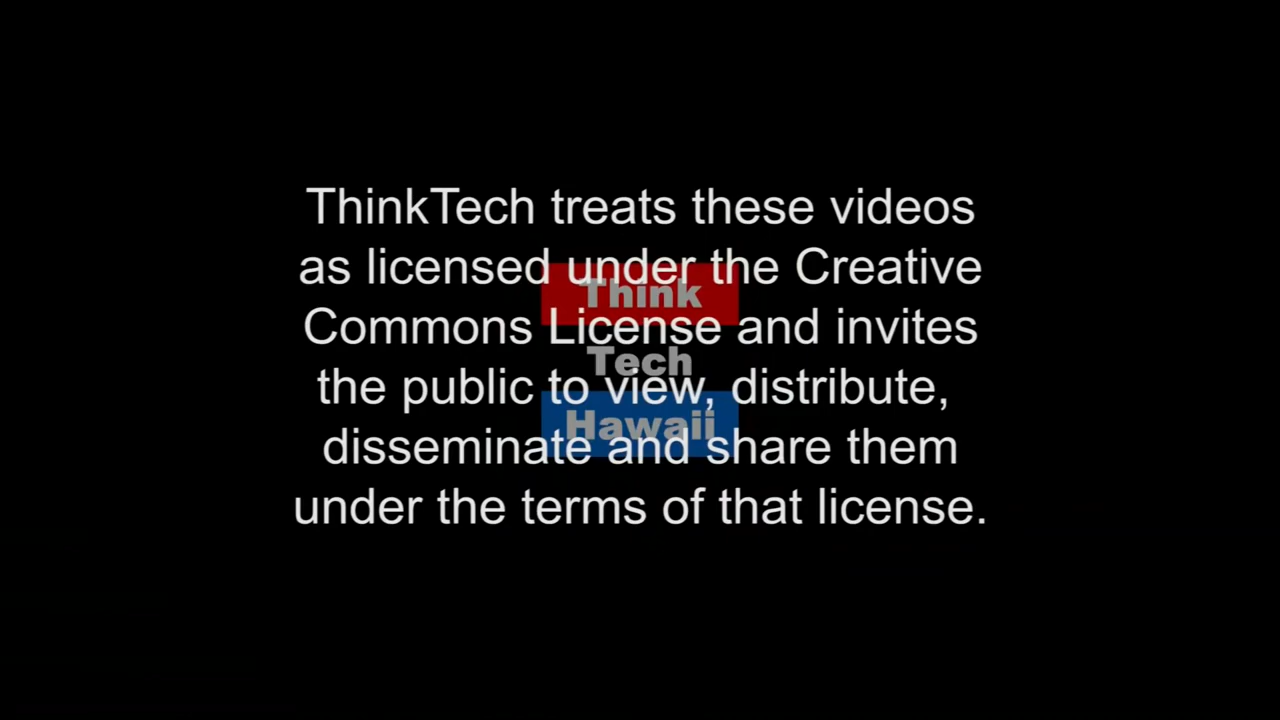 ThinkTech treats these videos
as licensed under the Creative
Think
Commons License and invites
Tech
the public to view, distribute,
Hawaii
disseminate and share them
under the terms of that license.